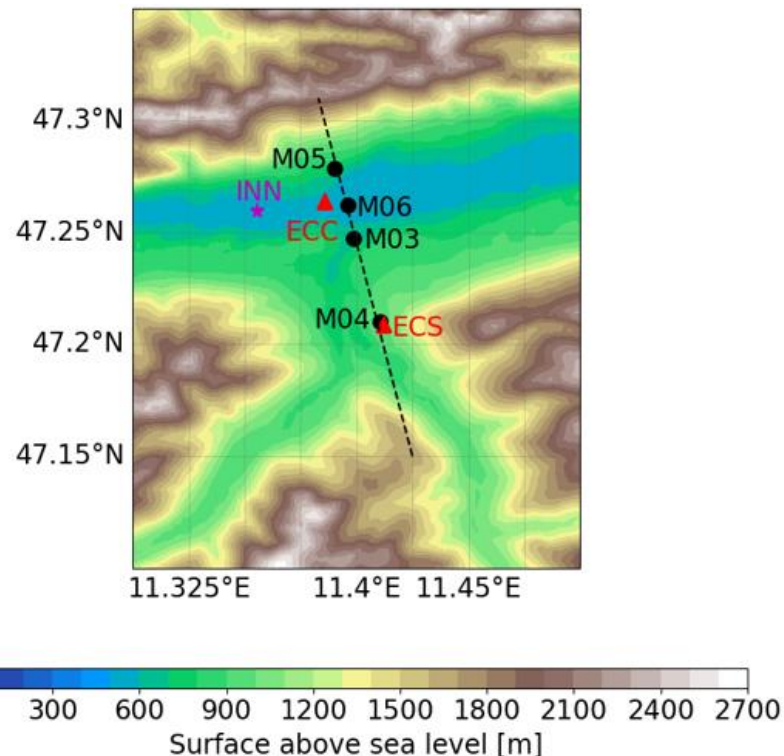 47.3°N
M05
INN
M06
ECC
47.25°N
M03
M04
ECS
47.2°N
47.15°N
11.325°E 11.4°E 11.45°E
300 600 900 1200 1500 1800 2100 2400 2700
Surface above sea level [m]